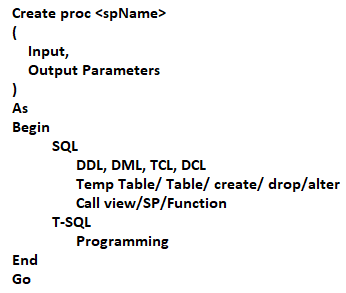 Create proc <spName>
(
Input,
Output Parameters
)
As
Begin
SQL
DDL, DML, TCL, DCL
Temp Table/ Table/ create/ drop/alter
Call view/SP/Function
T-SQL
Programming
End
Go